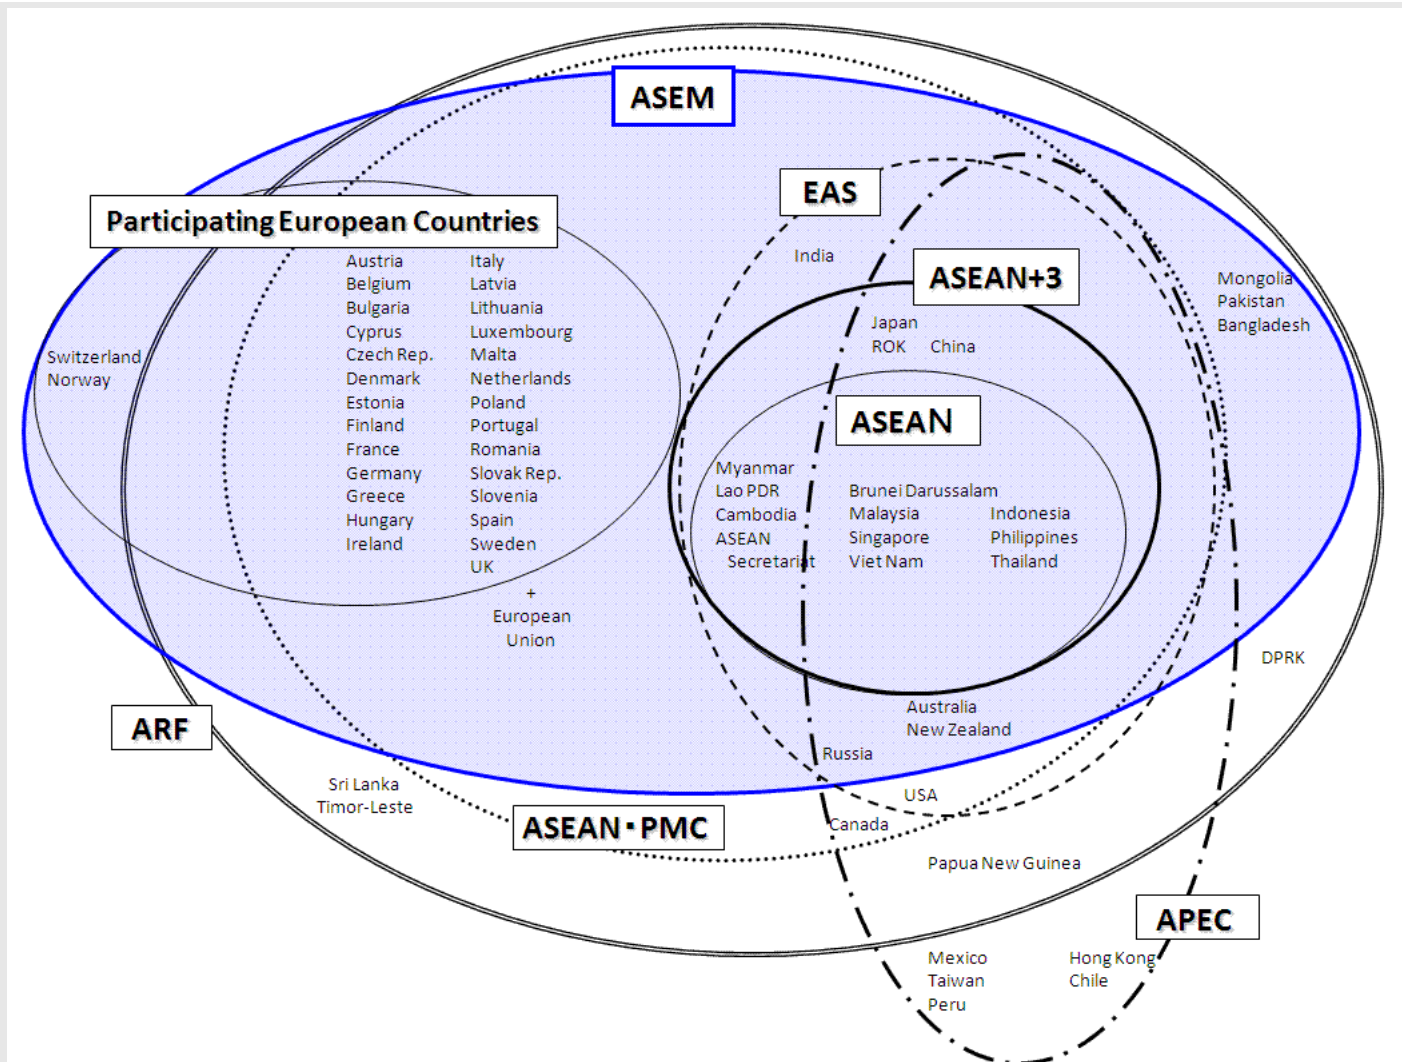 ASEM
EAS
Participating European Countries
Austria
Belgium
Bulgaria
Cyprus
Czech Rep.
Denmark
Estonia
Finland
France
Germany
Greece
Hungary
Ireland
Italy
Latvia
Lithuania
Luxembourg
Malta
Netherlands
Poland
Portugal
Romania
Slovak Rep.
Slovenia
Spain
Sweden
UK
+
European
Union
Switzerland
Norway
India
ASEAN+3
Japan
ROK China
Mongolia
Pakistan
Bangladesh
ASEAN
Myanmar
Lao PDR
Cambodia
ASEAN
Secretariat
Brunei Darussalam
Malaysia
Singapore
Viet Nam
Indonesia
Philippines
Thailand
DPRK
Australia
New Zealand
Russia
USA
Canada
ARF
Sri Lanka
Timor-Leste
ASEAN・PMC
Papua New Guinea
APEC
Mexico
Taiwan
Peru
Hong Kong
Chile